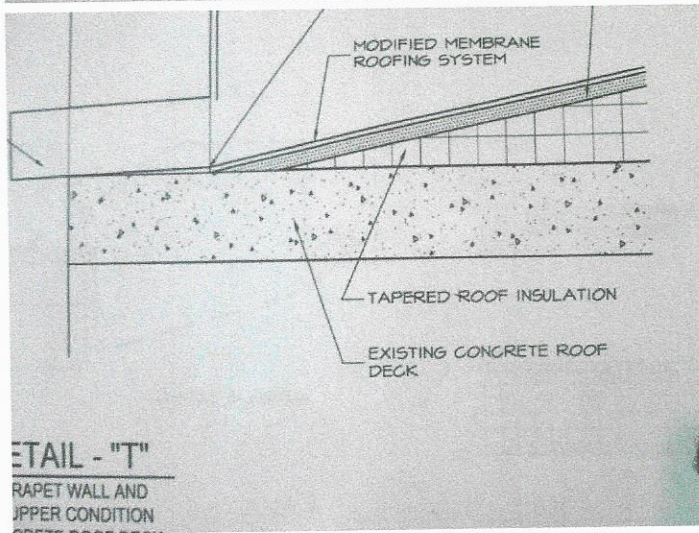 MODIFIED MEMBRANE
ROOFING SYSTEM
TAPERED ROOF INSULATION
EXISTING CONCRETE ROOF
DECK
ETAIL - "T"
RAPET WALL AND
UPPER CONDITION